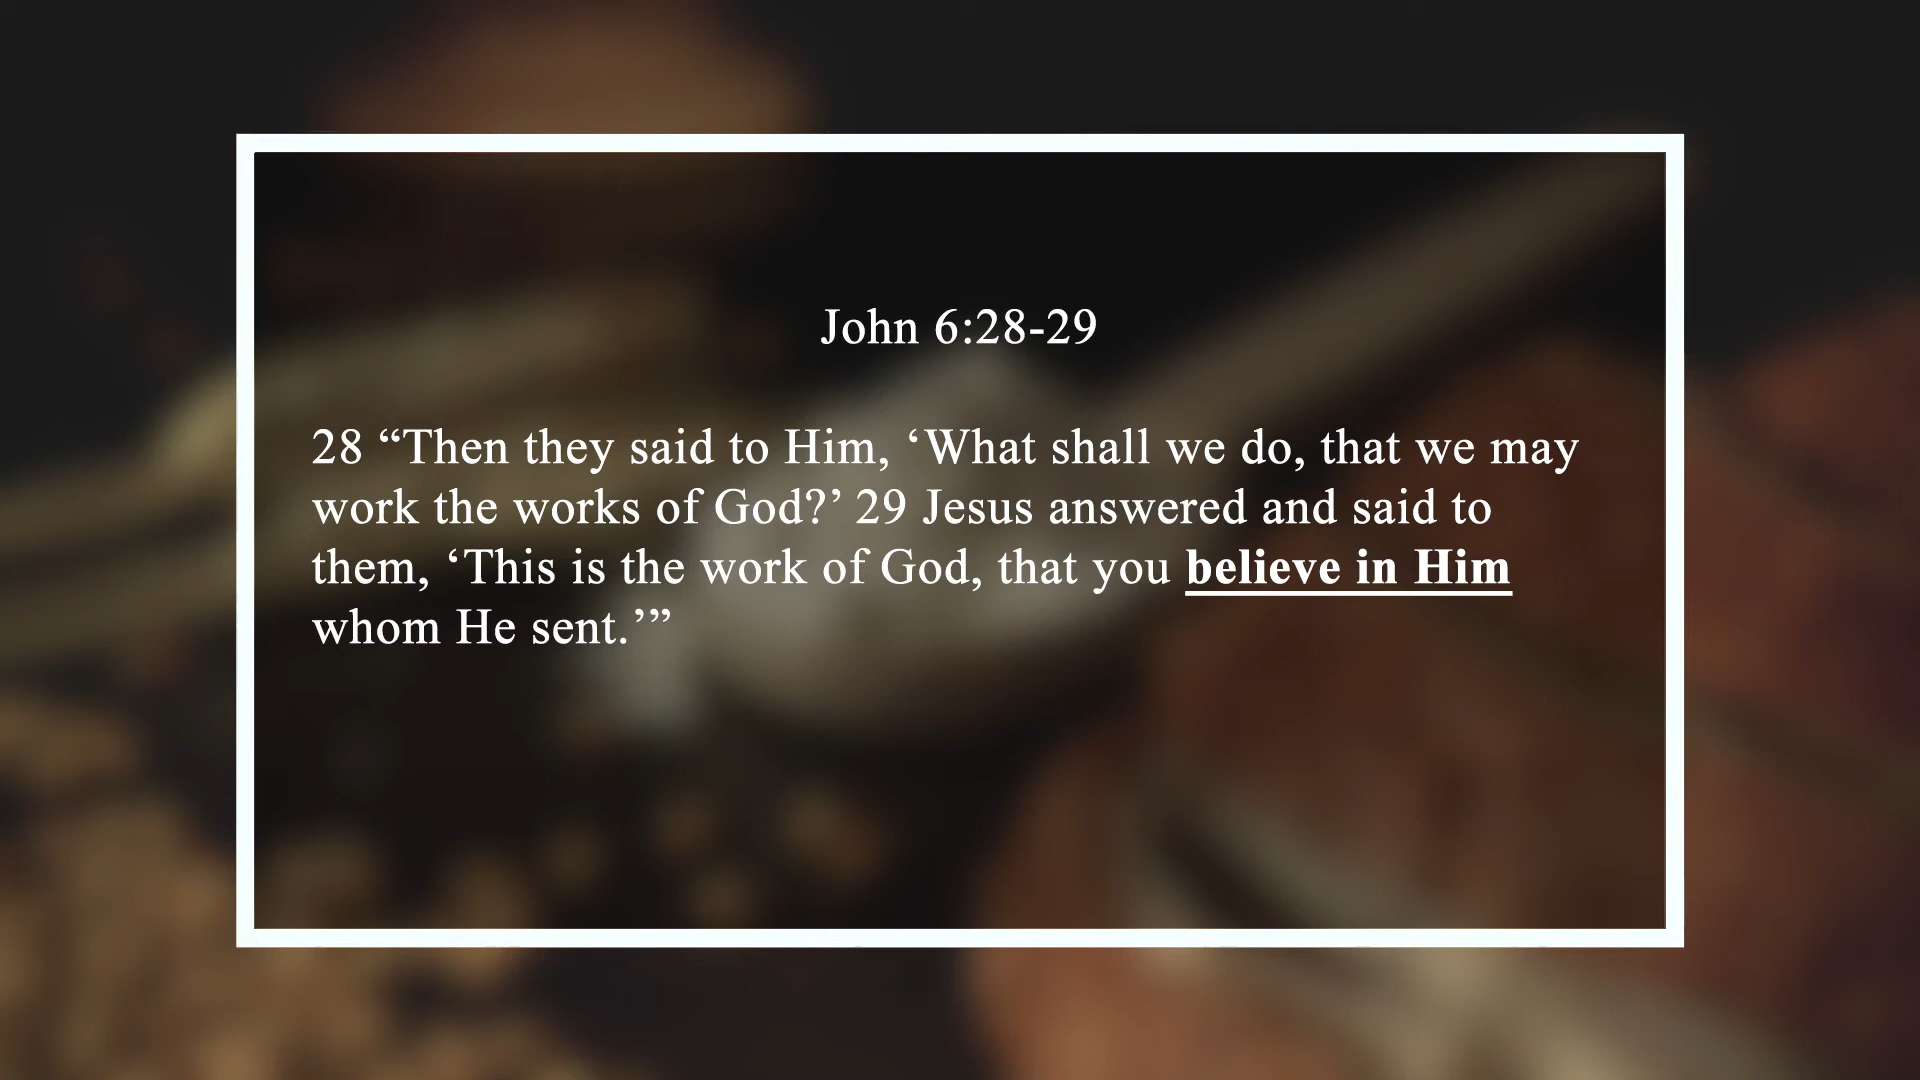 John 6:28-29
28 “Then they said to Him, ‘What shall we do, that we may
work the works of God?’ 29 Jesus answered and said to
them, ‘This is the work of God, that you believe in Him
whom He sent.’”